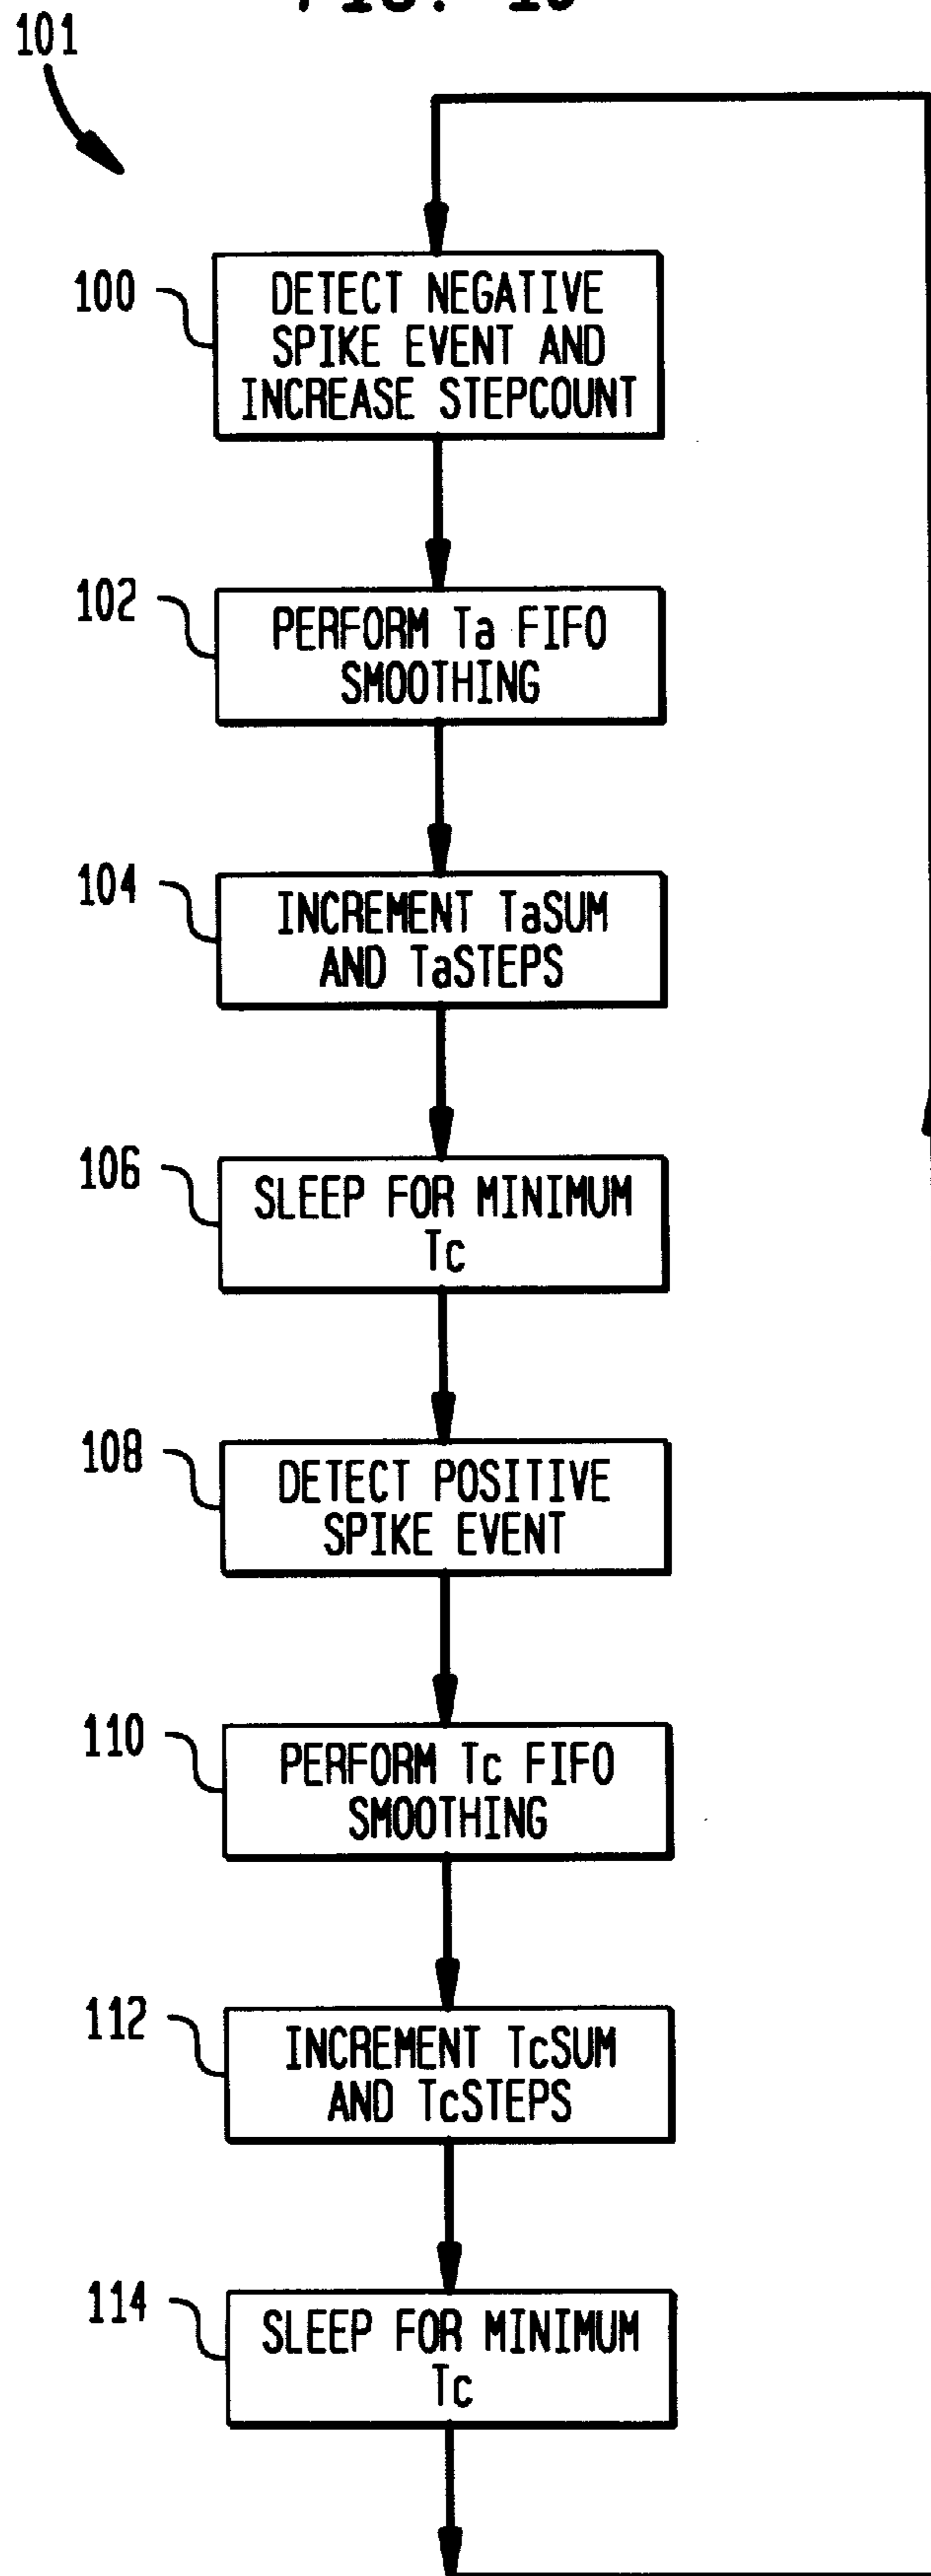 101
100
DETECT NEGATIVE
SPIKE EVENT AND
INCREASE STEPCOUNT
102
PERFORM Ta FIFO
SMOOTHING
104
INCREMENT TaSUM
AND TaSTEPS
106
SLEEP FOR MINIMUM
Tc
108
DETECT POSITIVE
SPIKE EVENT
110
PERFORM Tc FIFO
SMOOTHING
112
INCREMENT TcSUM
AND TcSTEPS
114
SLEEP FOR MINIMUM
Tc